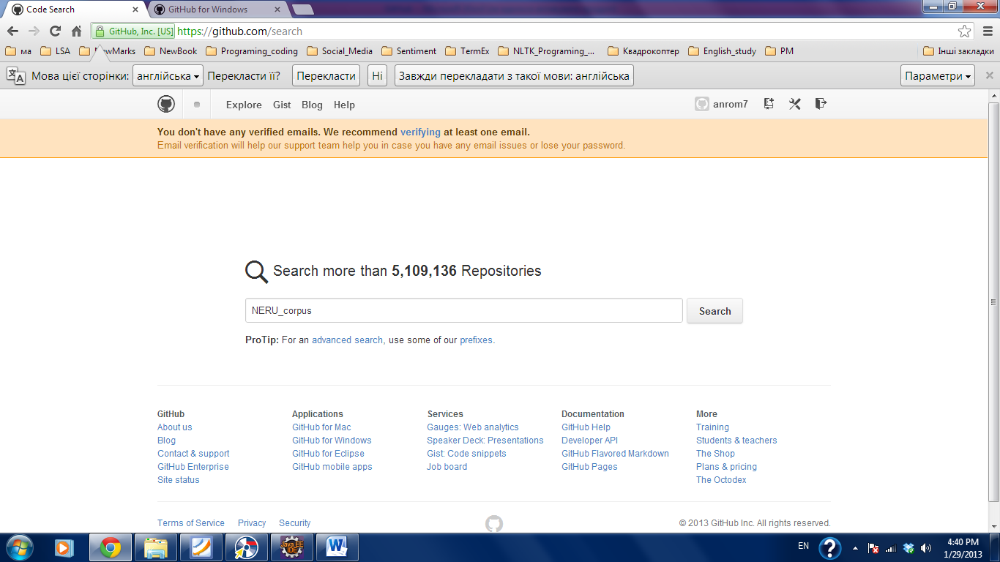 Code Search
GitHub for Windows
GitHub, Inc. [US] https://github.com/search
ма LSA NewMarks NewBook Programing_coding Social_Media Sentiment TermEx NLTK_Programing_... Квадрокоптер English_study PM Інші закладки
Мова цієї сторінки: англійська Перекласти її? Перекласти Ні Завжди перекладати з такої мови: англійська Параметри
Explore Gist Blog Help anrom7
You don't have any verified emails. We recommend verifying at least one email.
Email verification will help our support team help you in case you have any email issues or lose your password.
Search more than 5,109,136 Repositories
NERU_corpus Search
ProTip: For an advanced search, use some of our prefixes.
GitHub Applications Services Documentation More
About us GitHub for Mac Gauges: Web analytics GitHub Help Training
Blog GitHub for Windows Speaker Deck: Presentations Developer API Students & teachers
Contact & support GitHub for Eclipse Gist: Code snippets GitHub Flavored Markdown The Shop
GitHub Enterprise GitHub mobile apps Job board GitHub Pages Plans & pricing
Site status The Octodex
Terms of Service Privacy Security © 2013 GitHub Inc. All rights reserved.
Java EE
IDE
EN 4:40 PM
1/29/2013